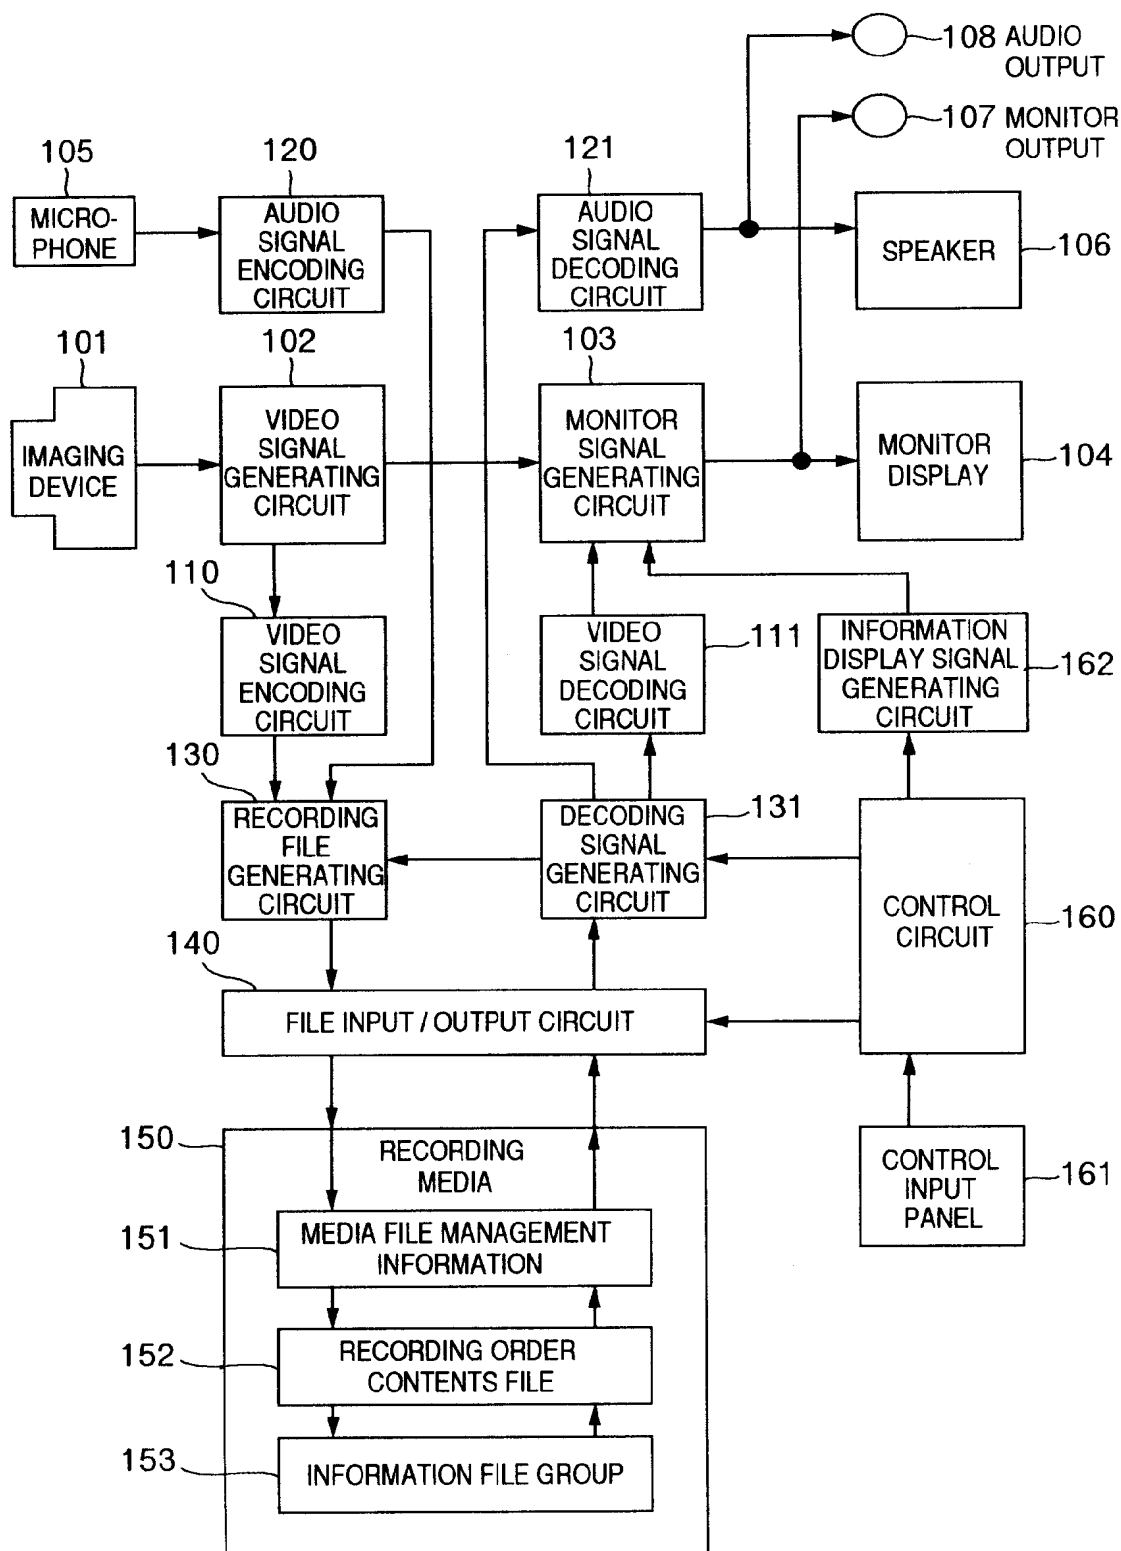 108 AUDIO
OUTPUT
107 MONITOR
OUTPUT
105
MICRO-
PHONE
120
AUDIO
SIGNAL
ENCODING
CIRCUIT
121
AUDIO
SIGNAL
DECODING
CIRCUIT
SPEAKER
106
101
IMAGING
DEVICE
102
VIDEO
SIGNAL
GENERATING
CIRCUIT
103
MONITOR
SIGNAL
GENERATING
CIRCUIT
MONITOR
DISPLAY
104
110
VIDEO
SIGNAL
ENCODING
CIRCUIT
VIDEO
SIGNAL
DECODING
CIRCUIT
111
INFORMATION
DISPLAY SIGNAL
GENERATING
CIRCUIT
162
130
RECORDING
FILE
GENERATING
CIRCUIT
DECODING
SIGNAL
GENERATING
CIRCUIT
131
CONTROL
CIRCUIT
160
140
FILE INPUT / OUTPUT CIRCUIT
150
RECORDING
MEDIA
CONTROL
INPUT
PANEL
161
151
MEDIA FILE MANAGEMENT
INFORMATION
152
RECORDING ORDER
CONTENTS FILE
153
INFORMATION FILE GROUP